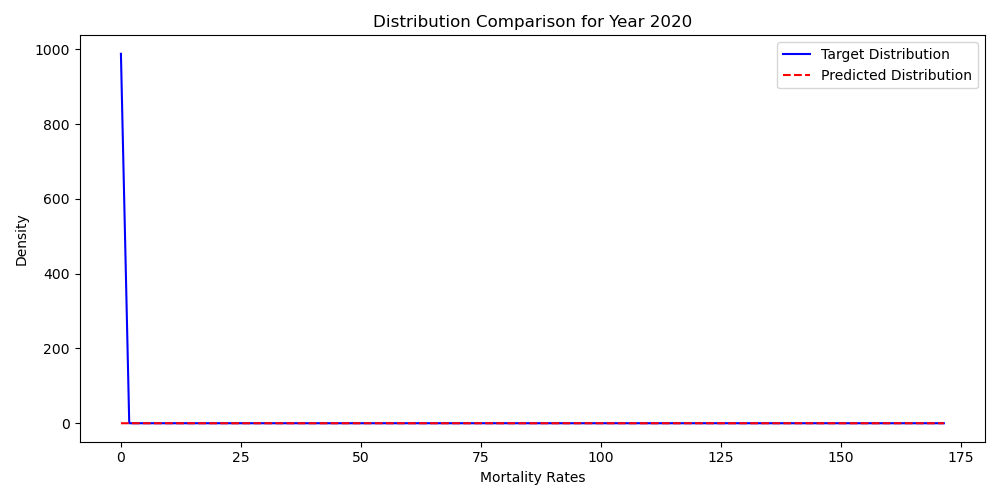 Distribution Comparison for Year 2020
Target Distribution
Predicted Distribution
Density
1000
800
600
400
200
0
0 25 50 75 100 125 150 175
Mortality Rates